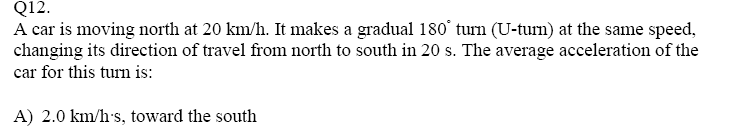 Q12.
A car is moving north at 20 km/h. It makes a gradual 180˚ turn (U-turn) at the same speed,
changing its direction of travel from north to south in 20 s. The average acceleration of the
car for this turn is:
A) 2.0 km/h·s, toward the south